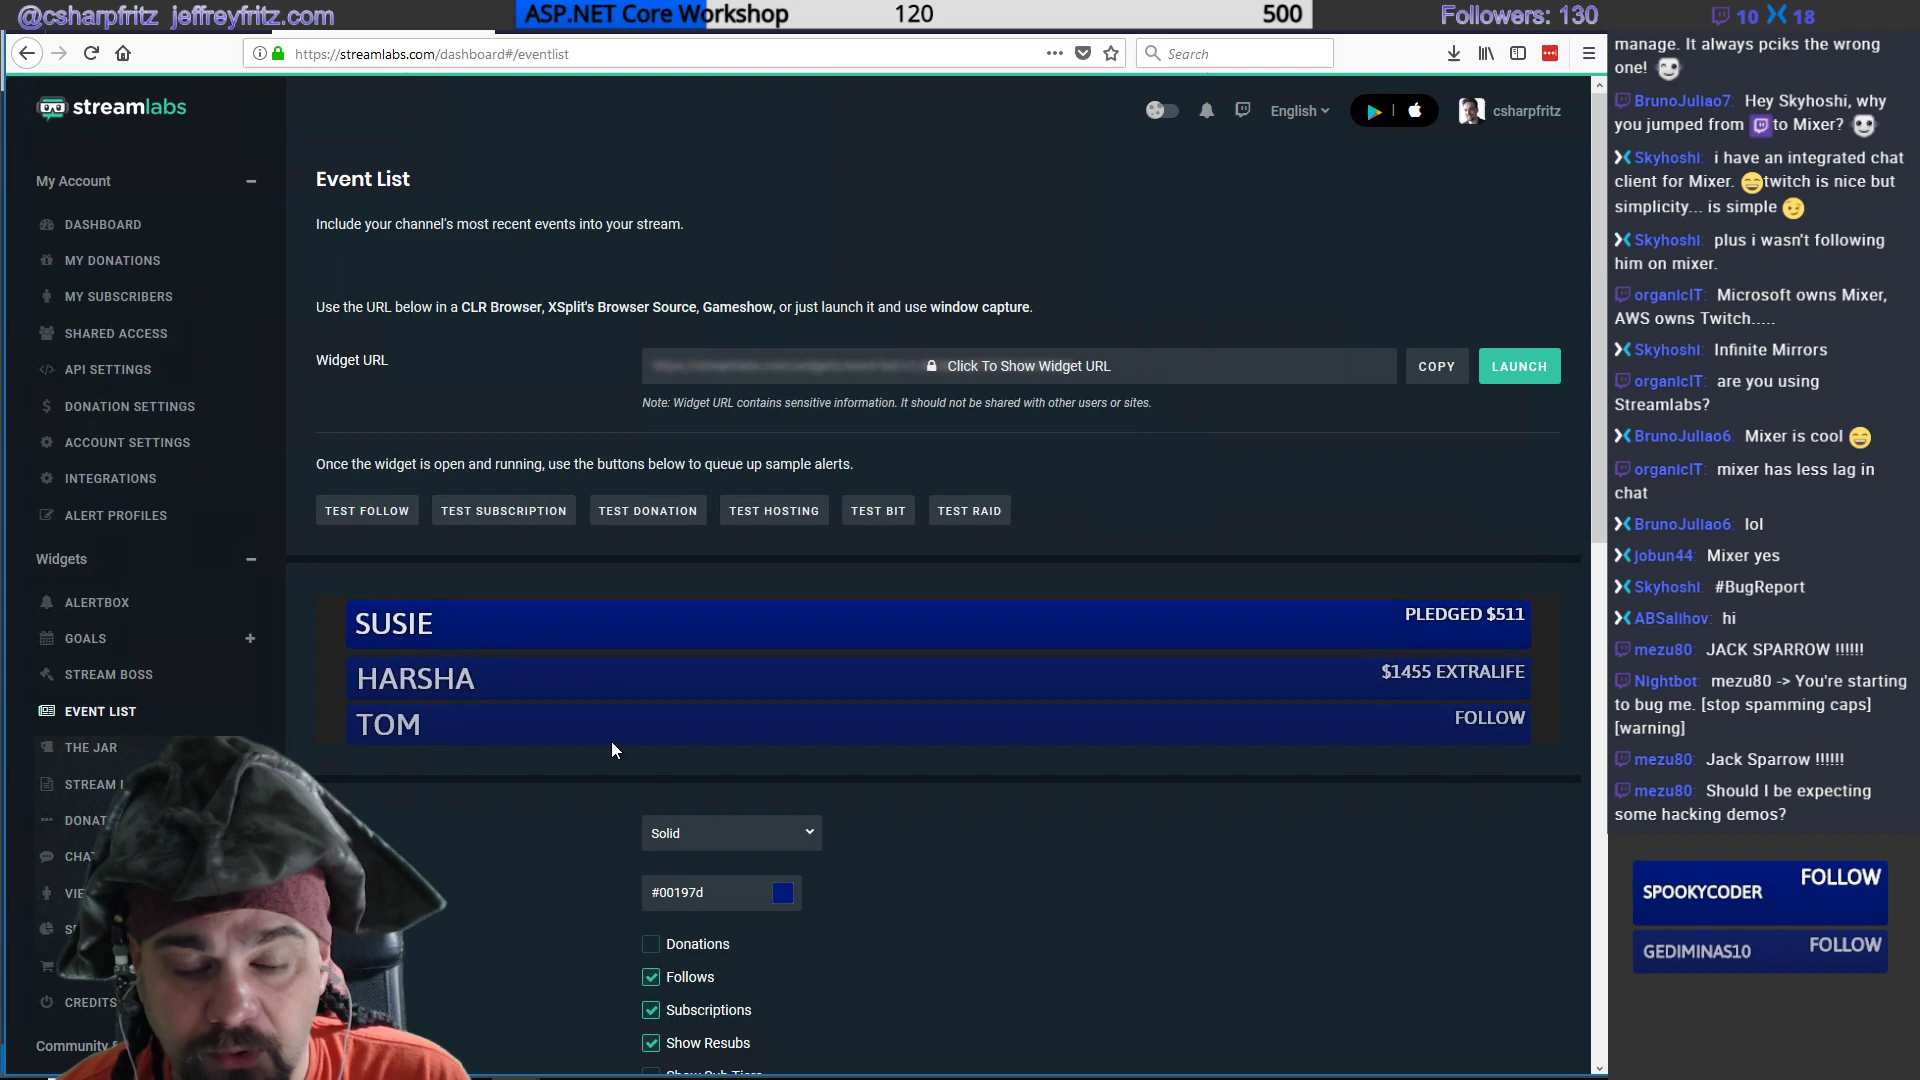 @csharpfritz jeffreyfritz.com
ASP.NET Core Workshop 120 500
Followers: 130
10 18
https://streamlabs.com/dashboard#/eventlist
Search
streamlabs
English
csharpfritz
My Account
DASHBOARD
MY DONATIONS
MY SUBSCRIBERS
SHARED ACCESS
API SETTINGS
DONATION SETTINGS
ACCOUNT SETTINGS
INTEGRATIONS
ALERT PROFILES
Widgets
ALERTBOX
GOALS
STREAM BOSS
EVENT LIST
THE JAR
STREAM
DONAT
CHA
VIE
CREDITS
Community
Event List
Include your channel's most recent events into your stream.
Use the URL below in a CLR Browser, XSplit's Browser Source, Gameshow, or just launch it and use window capture.
Widget URL
Click To Show Widget URL
COPY
LAUNCH
Note: Widget URL contains sensitive information. It should not be shared with other users or sites.
Once the widget is open and running, use the buttons below to queue up sample alerts.
TEST FOLLOW TEST SUBSCRIPTION TEST DONATION TEST HOSTING TEST BIT TEST RAID
SUSIE PLEDGED $511
HARSHA $1455 EXTRALIFE
TOM FOLLOW
Solid
#00197d
Donations
Follows
Subscriptions
Show Resubs
Show Sub Tiers
manage. It always pciks the wrong
one!
BrunoJuliao7: Hey Skyhoshi, why
you jumped from to Mixer?
Skyhoshi: i have an integrated chat
client for Mixer. twitch is nice but
simplicity... is simple
Skyhoshi: plus i wasn't following
him on mixer.
organicIT: Microsoft owns Mixer,
AWS owns Twitch.....
Skyhoshi: Infinite Mirrors
organicIT: are you using
Streamlabs?
BrunoJuliao6: Mixer is cool
organicIT: mixer has less lag in
chat
BrunoJuliao6: lol
jobun44: Mixer yes
Skyhoshi: #BugReport
ABSalihov: hi
mezu80: JACK SPARROW !!!!!!
Nightbot: mezu80 -> You're starting
to bug me. [stop spamming caps]
[warning]
mezu80: Jack Sparrow !!!!!!
mezu80: Should I be expecting
some hacking demos?
SPOOKYCODER FOLLOW
GEDIMINAS10 FOLLOW